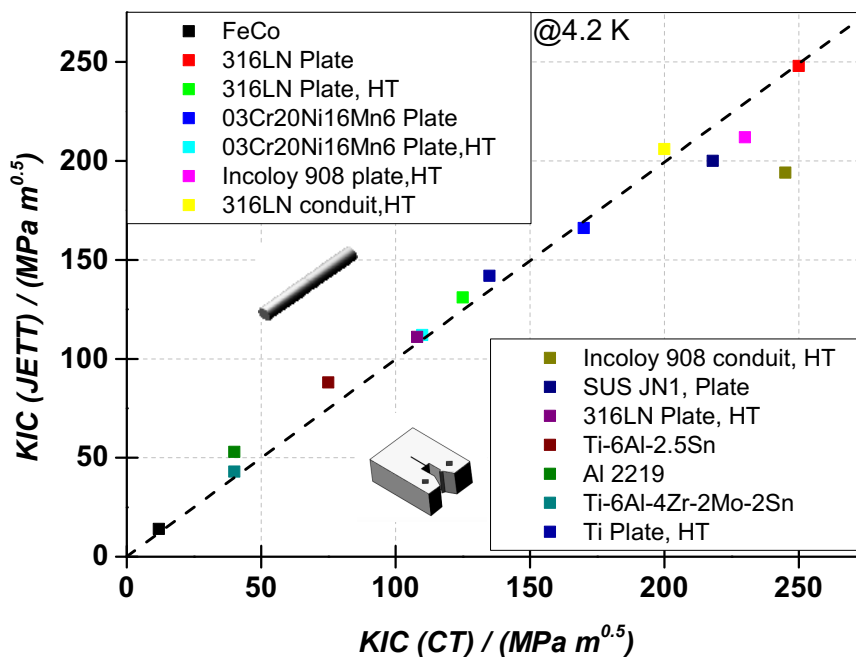 @4.2 K
FeCo
316LN Plate
316LN Plate, HT
03Cr20Ni16Mn6 Plate
03Cr20Ni16Mn6 Plate,HT
Incoloy 908 plate,HT
316LN conduit,HT
Incoloy 908 conduit, HT
SUS JN1, Plate
316LN Plate, HT
Ti-6Al-2.5Sn
Al 2219
Ti-6Al-4Zr-2Mo-2Sn
Ti Plate, HT
KIC (JETT) / (MPa m^0.5)
250
200
150
100
50
0
0 50 100 150 200 250
KIC (CT) / (MPa m^0.5)